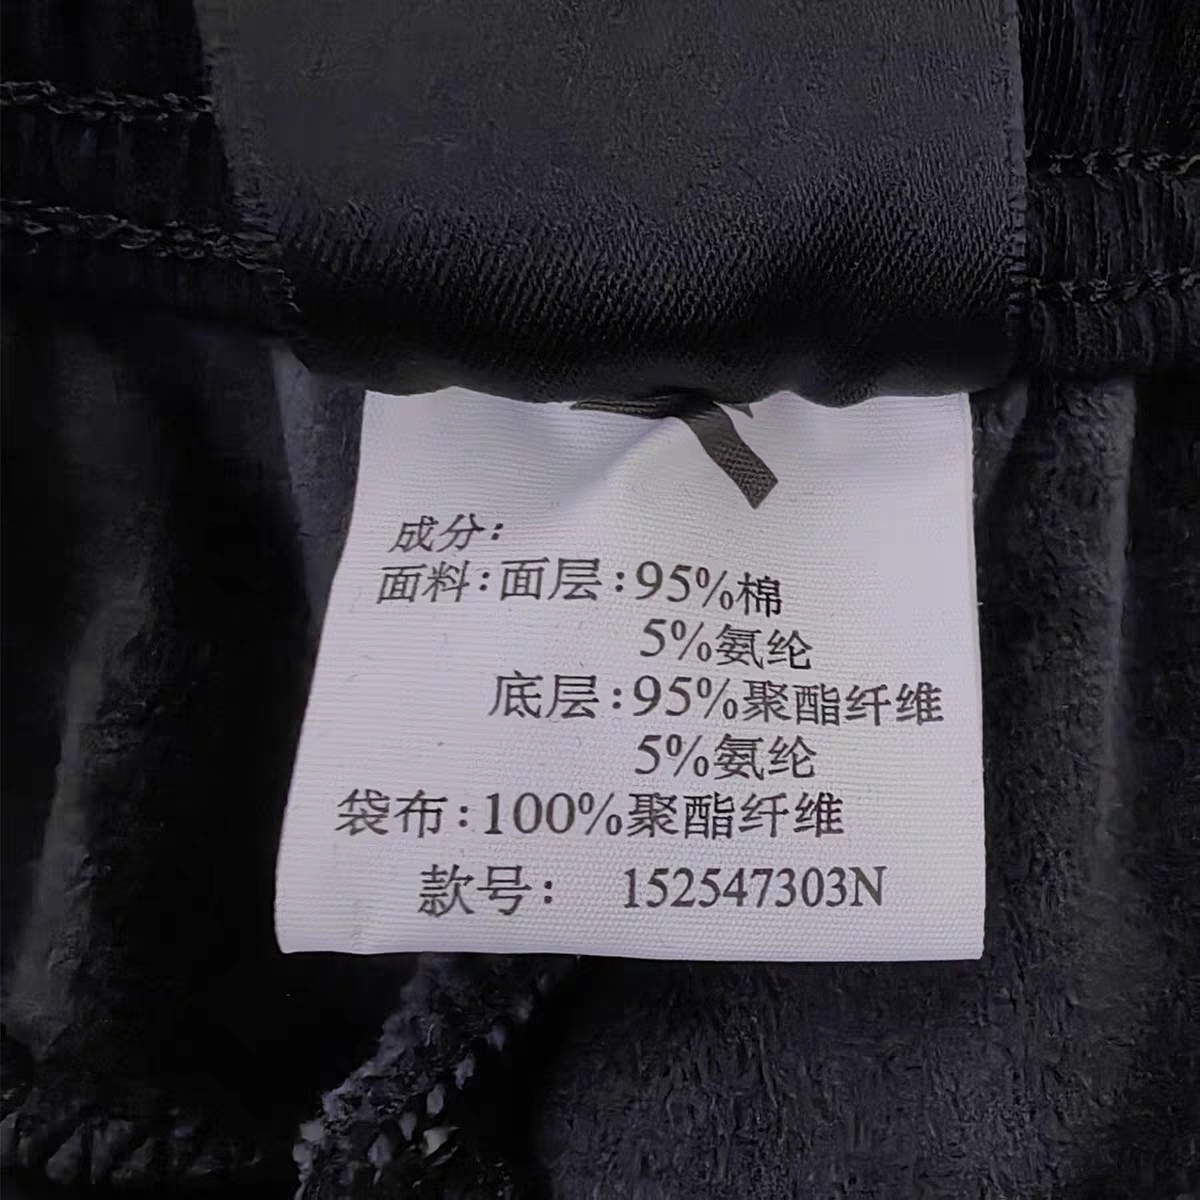 成分：
面料：面层：95%棉
5%氨纶
底层：95%聚酯纤维
5%氨纶
袋布：100%聚酯纤维
款号： 152547303N